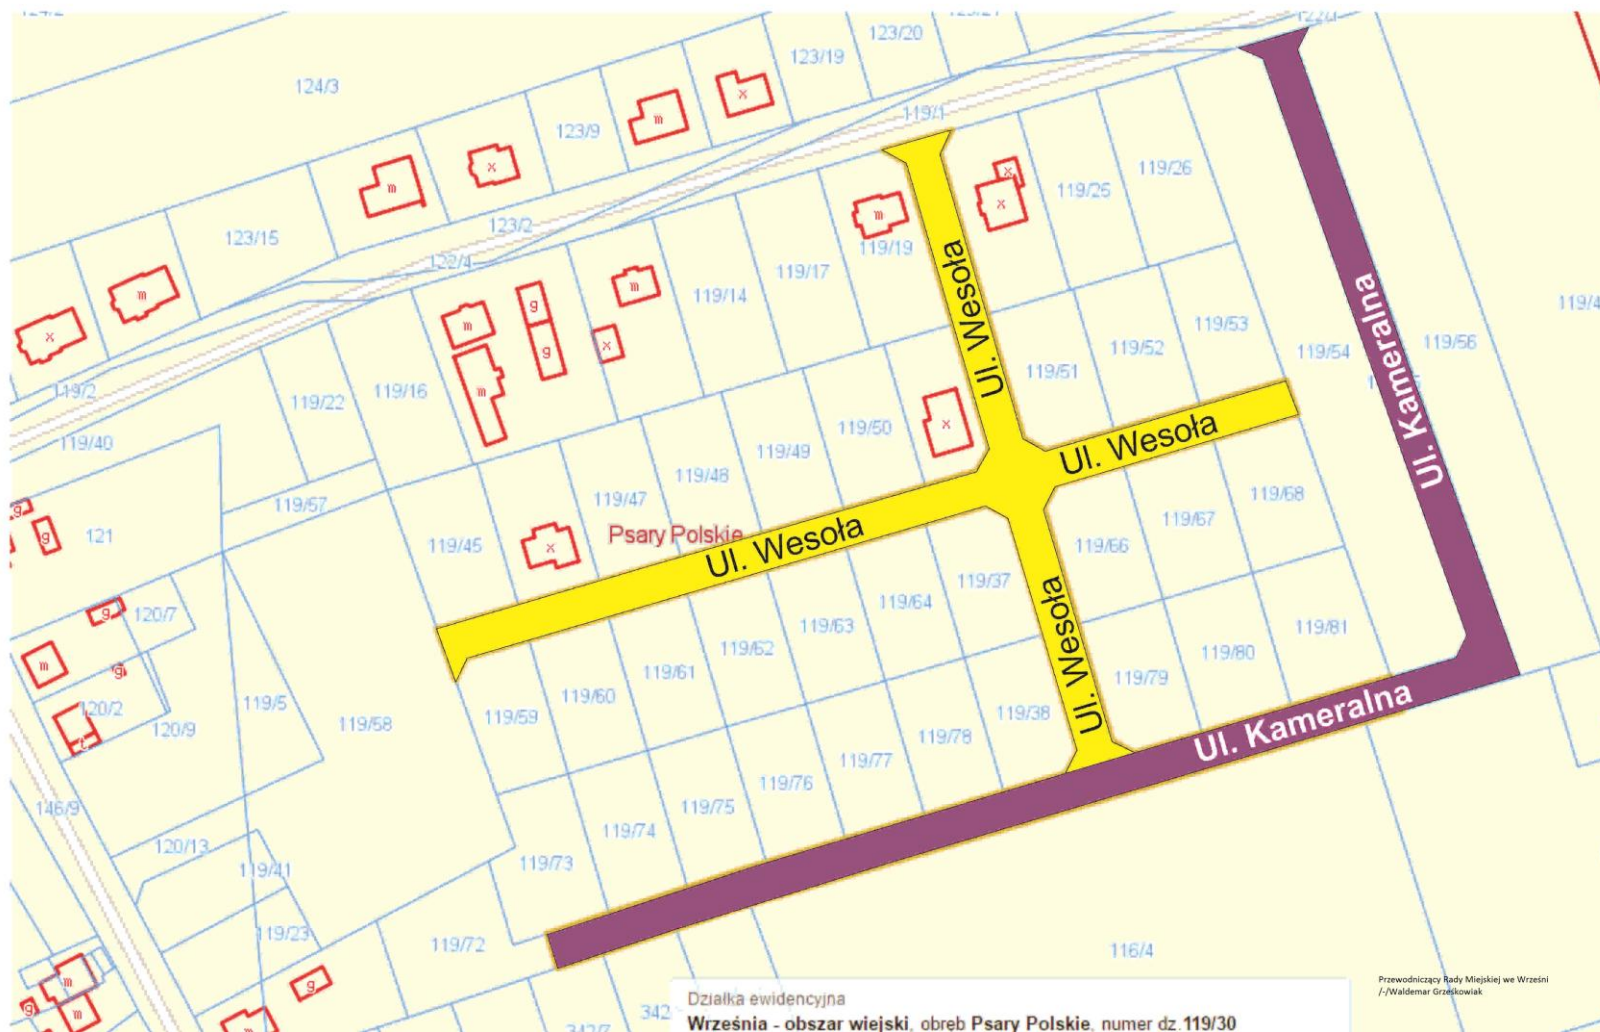 122/1
123/20
123/19
124/3
119/1
123/9
m
x
m
x
x
x
119/26
119/25
m
119/19
123/15
123/2
122/4
m
x
119/17
119/14
m
g
m
g
x
m
119/53
119/52
119/51
119/54
119/56
Ul. Wesoła
Ul. Kameralna
119/2
119/22
119/16
119/40
119/50
x
119/49
119/48
119/47
Ul. Wesoła
119/57
121
g
g
119/68
119/67
119/66
119/45
x
Psary Polskie
Ul. Wesoła
119/37
119/64
119/63
119/62
119/61
119/60
119/59
Ul. Wesoła
119/81
119/80
119/79
g
120/7
m
g
120/2
t
120/9
119/5
119/58
119/38
119/78
119/77
119/76
119/75
119/74
119/73
Ul. Kameralna
146/9
120/13
119/41
119/23
119/72
116/4
m
g
m
g
342
342/7
Przewodniczący Rady Miejskiej we Wrześni
/-/Waldemar Grześkowiak
Działka ewidencyjna
Września - obszar wiejski, obręb Psary Polskie, numer dz.119/30